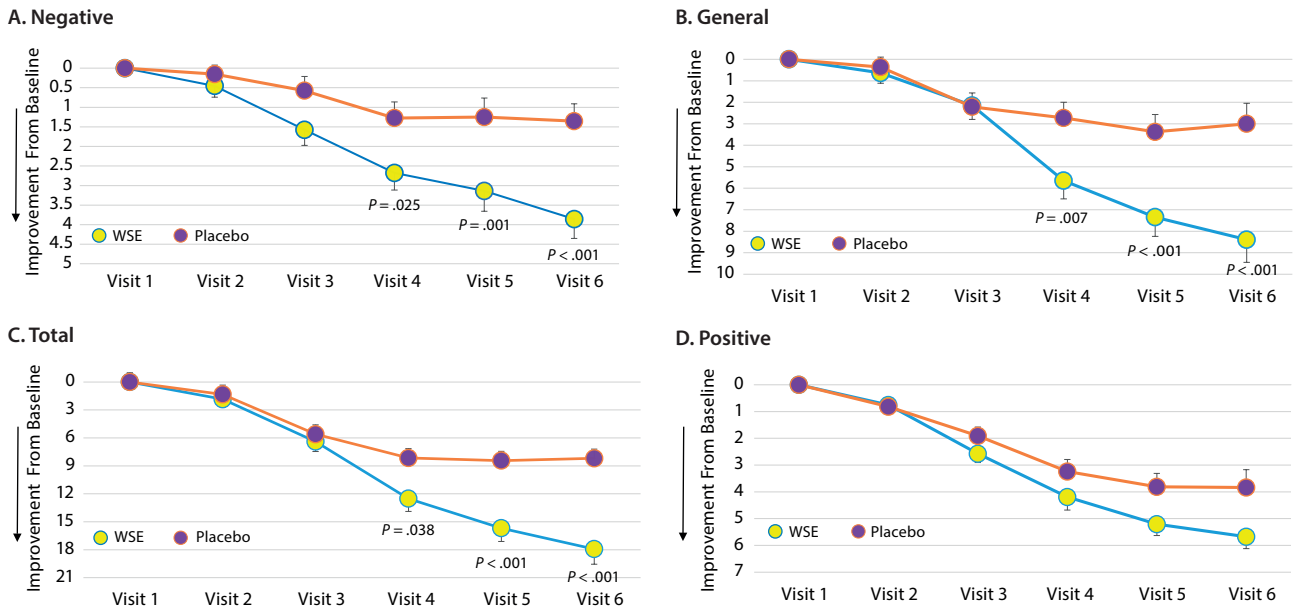 A. Negative
Improvement From Baseline
0
0.5
1
1.5
2
2.5
3
3.5
4
4.5
5
P = .025
P = .001
P < .001
WSE
Placebo
Visit 1 Visit 2 Visit 3 Visit 4 Visit 5 Visit 6
B. General
Improvement From Baseline
0
1
2
3
4
5
6
7
8
9
10
P = .007
P < .001
P < .001
WSE
Placebo
Visit 1 Visit 2 Visit 3 Visit 4 Visit 5 Visit 6
C. Total
Improvement From Baseline
0
3
6
9
12
15
18
21
P = .038
P < .001
P < .001
WSE
Placebo
Visit 1 Visit 2 Visit 3 Visit 4 Visit 5 Visit 6
D. Positive
Improvement From Baseline
0
1
2
3
4
5
6
7
WSE
Placebo
Visit 1 Visit 2 Visit 3 Visit 4 Visit 5 Visit 6